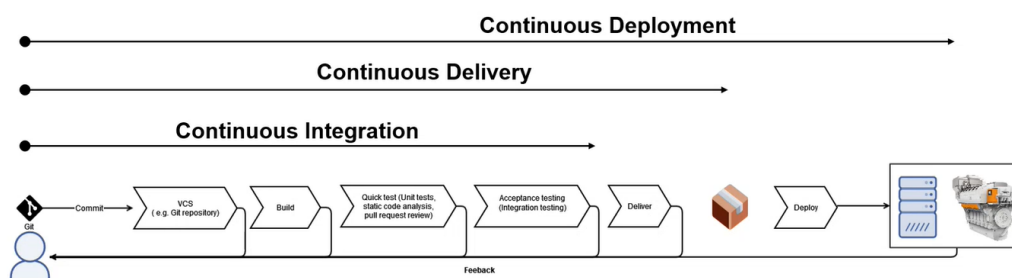 Continuous Deployment
Continuous Delivery
Continuous Integration
Git
Commit
VCS
( e.g. Git repository)
Build
Quick test (Unit tests,
static code analysis,
pull request review)
Acceptance testing
(Integration testing)
Deliver
Deploy
Feeback